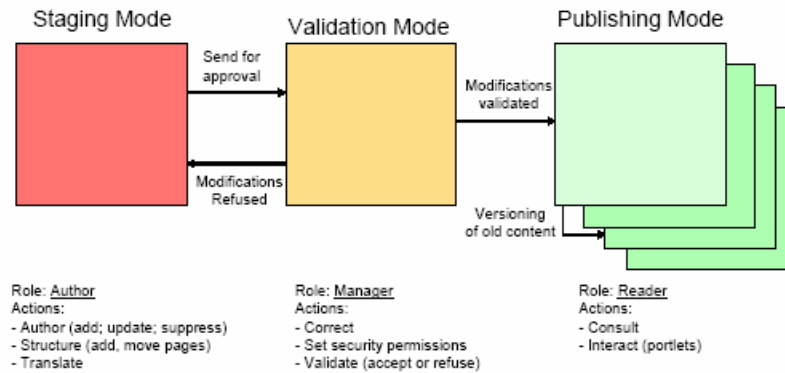 Staging Mode
Validation Mode
Publishing Mode
Send for
approval
Modifications
Refused
Modifications
validated
Versioning
of old content
Role: Author
Actions:
- Author (add; update; suppress)
- Structure (add, move pages)
- Translate
Role: Manager
Actions:
- Correct
- Set security permissions
- Validate (accept or refuse)
Role: Reader
Actions:
- Consult
- Interact (portlets)